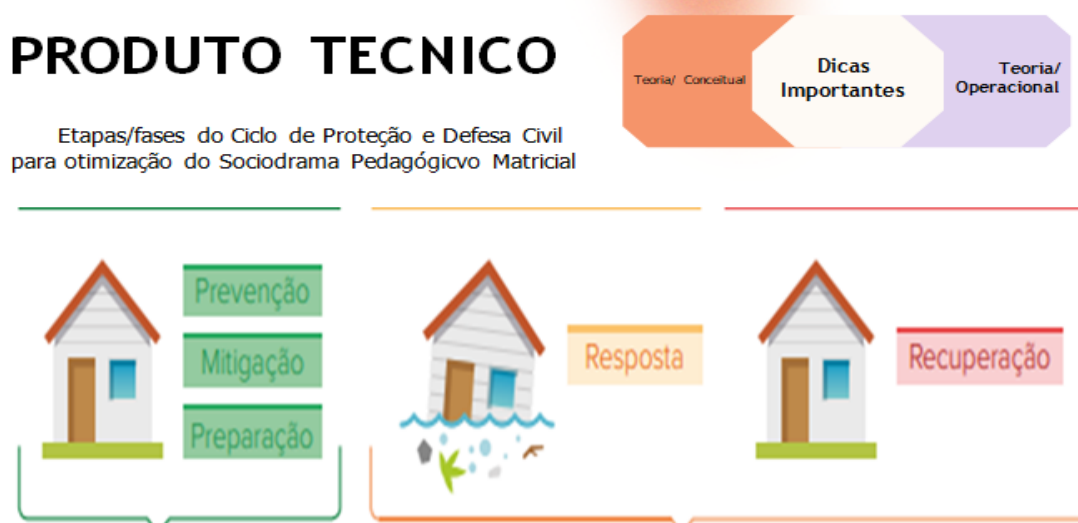 PRODUTO TECNICO
Etapas/fases do Ciclo de Proteção e Defesa Civil
para otimização do Sociodrama Pedagógicvo Matricial
Teoria/ Conceitual
Dicas
Importantes
Teoria/
Operacional
Prevenção
Mitigação
Preparação
Resposta
Recuperação